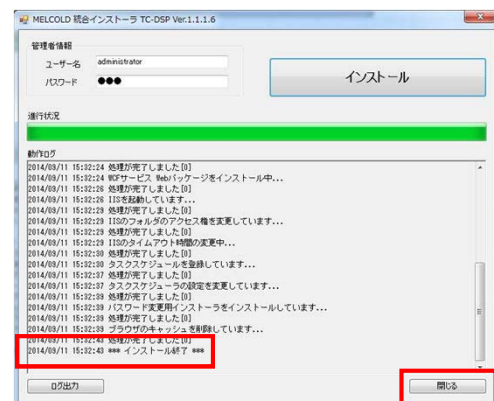 MELCOLD 統合インストーラ TC-DSP Ver.1.1.1.6
管理者情報
ユーザー名 administrator
パスワード ●●●
インストール
進行状況
動作ログ
2014/09/11 15:32:24 処理が完了しました[0]
2014/09/11 15:32:24 WCFサービス Webパッケージをインストール中...
2014/09/11 15:32:26 処理が完了しました[0]
2014/09/11 15:32:26 IISを起動しています...
2014/09/11 15:32:29 処理が完了しました[0]
2014/09/11 15:32:29 IISのフォルダのアクセス権を変更しています...
2014/09/11 15:32:29 処理が完了しました[0]
2014/09/11 15:32:29 IISのタイムアウト時間の変更中...
2014/09/11 15:32:30 処理が完了しました[0]
2014/09/11 15:32:30 タスクスケジュールを登録しています...
2014/09/11 15:32:37 処理が完了しました[0]
2014/09/11 15:32:37 タスクスケジューラの設定を変更しています...
2014/09/11 15:32:39 処理が完了しました[0]
2014/09/11 15:32:39 パスワード変更用インストーラをインストールしています...
2014/09/11 15:32:39 処理が完了しました[0]
2014/09/11 15:32:39 ブラウザのキャッシュを削除しています...
2014/09/11 15:32:43 処理が完了しました[0]
2014/09/11 15:32:43 *** インストール終了 ***
ログ出力
閉じる